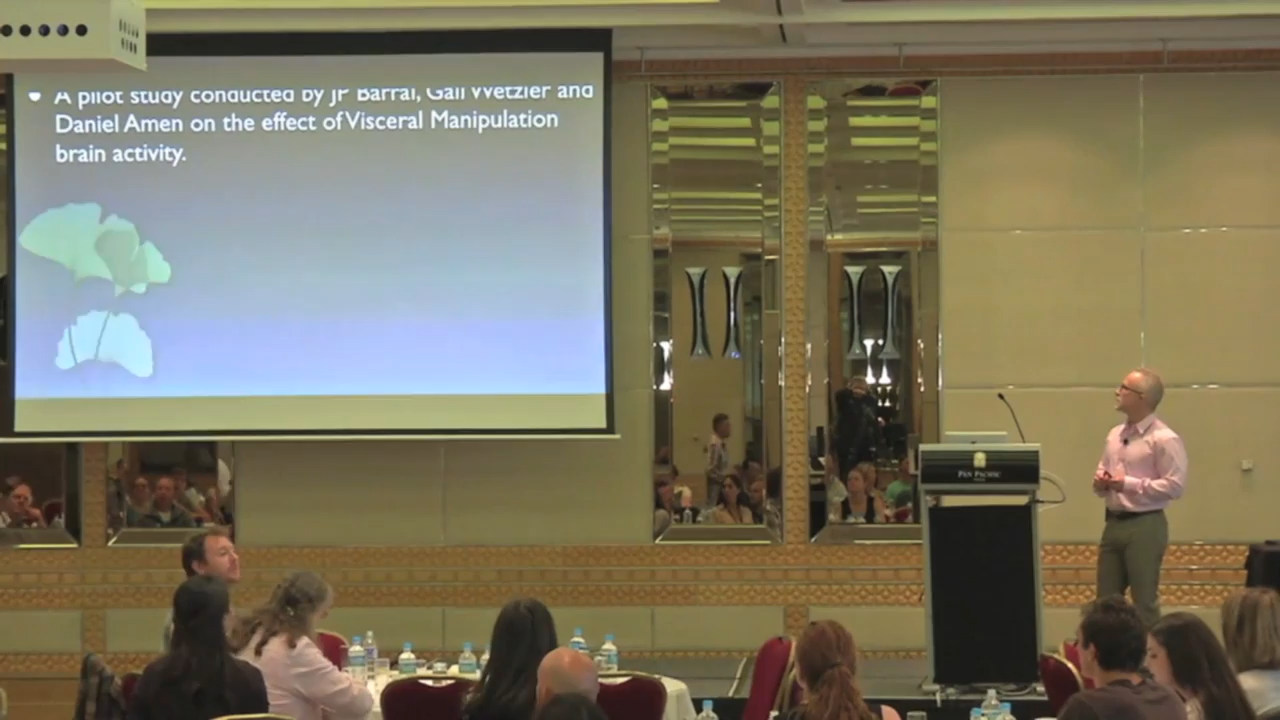 A pilot study conducted by JP Barral, Gail Wetzler and
Daniel Amen on the effect of Visceral Manipulation
brain activity.
PAN PACIFIC